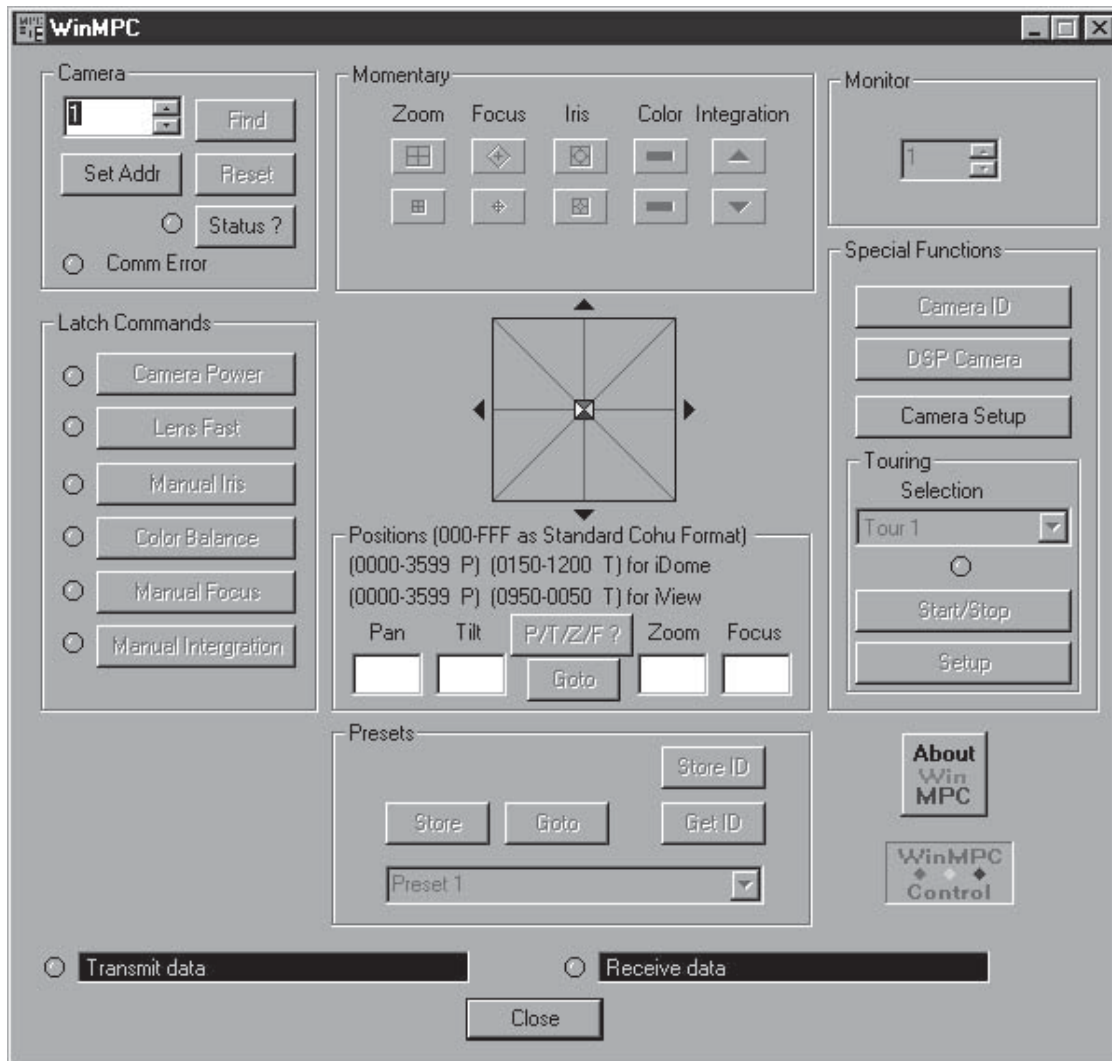 WinMPC
Camera
1
Find
Set Addr
Reset
Status ?
Comm Error
Momentary
Zoom Focus Iris Color Integration
Monitor
1
Latch Commands
Camera Power
Lens Fast
Manual Iris
Color Balance
Manual Focus
Manual Intergration
Special Functions
Camera ID
DSP Camera
Camera Setup
Touring
Selection
Tour 1
Start/Stop
Setup
Positions (000-FFF as Standard Cohu Format)
(0000-3599 P) (0150-1200 T) for iDome
(0000-3599 P) (0950-0050 T) for iView
Pan Tilt P/T/Z/F ? Zoom Focus
Goto
Presets
Store ID
Store Goto Get ID
Preset 1
About
Win
MPC
WinMPC
Control
Transmit data
Receive data
Close